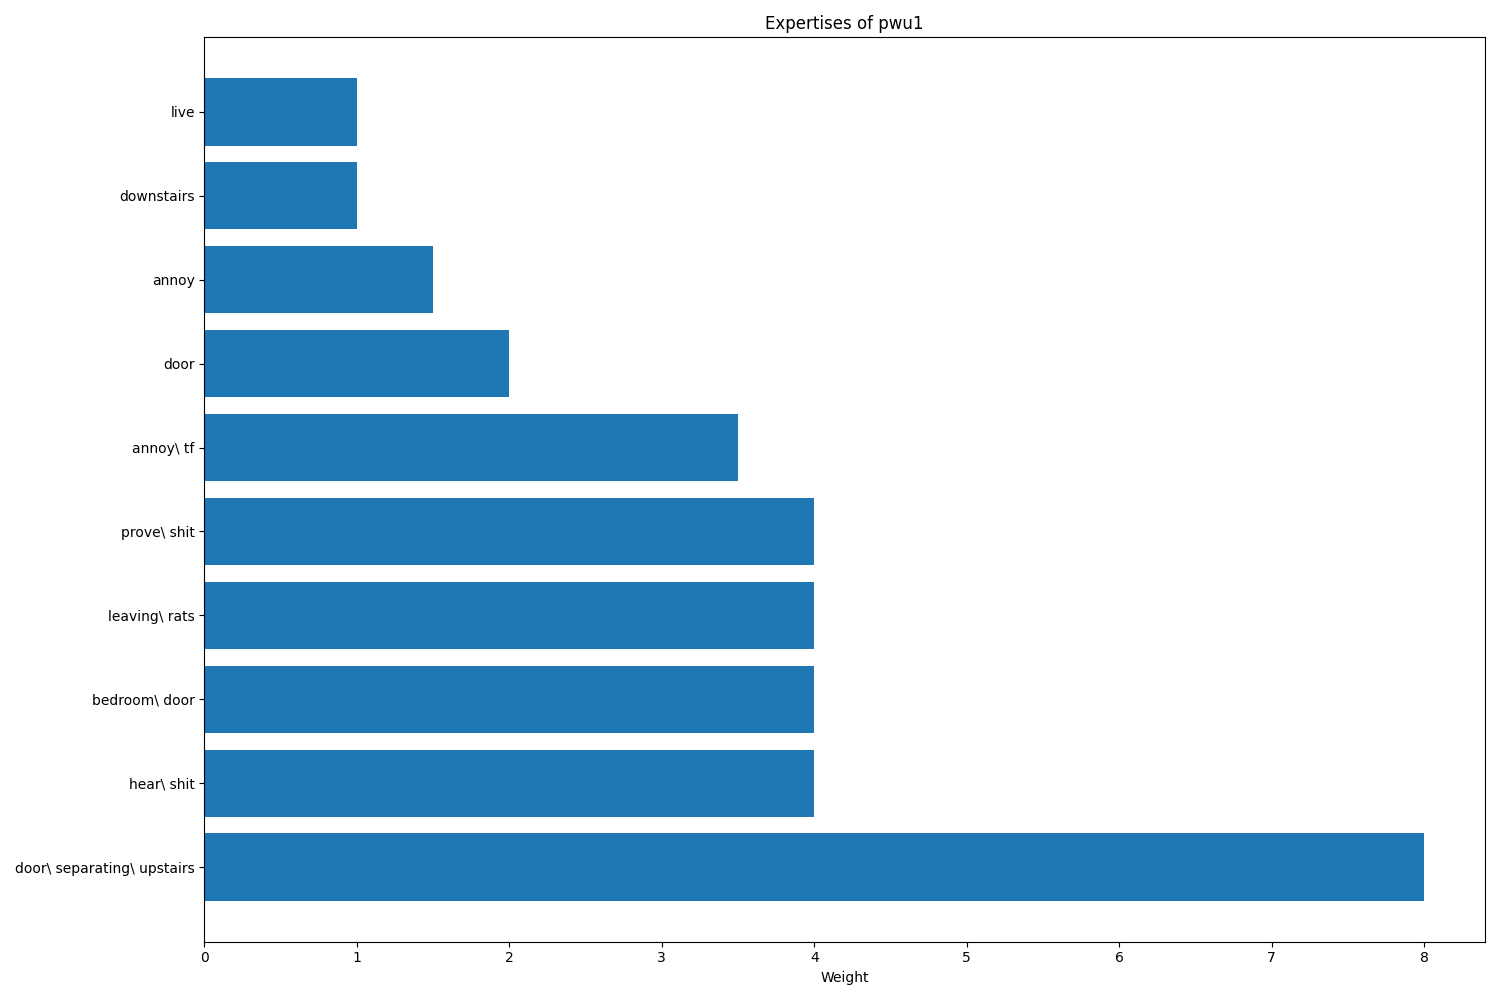 Expertises of pwu1
live
downstairs
annoy
door
annoy\ tf
prove\ shit
leaving\ rats
bedroom\ door
hear\ shit
door\ separating\ upstairs
0 1 2 3 4 5 6 7 8
Weight